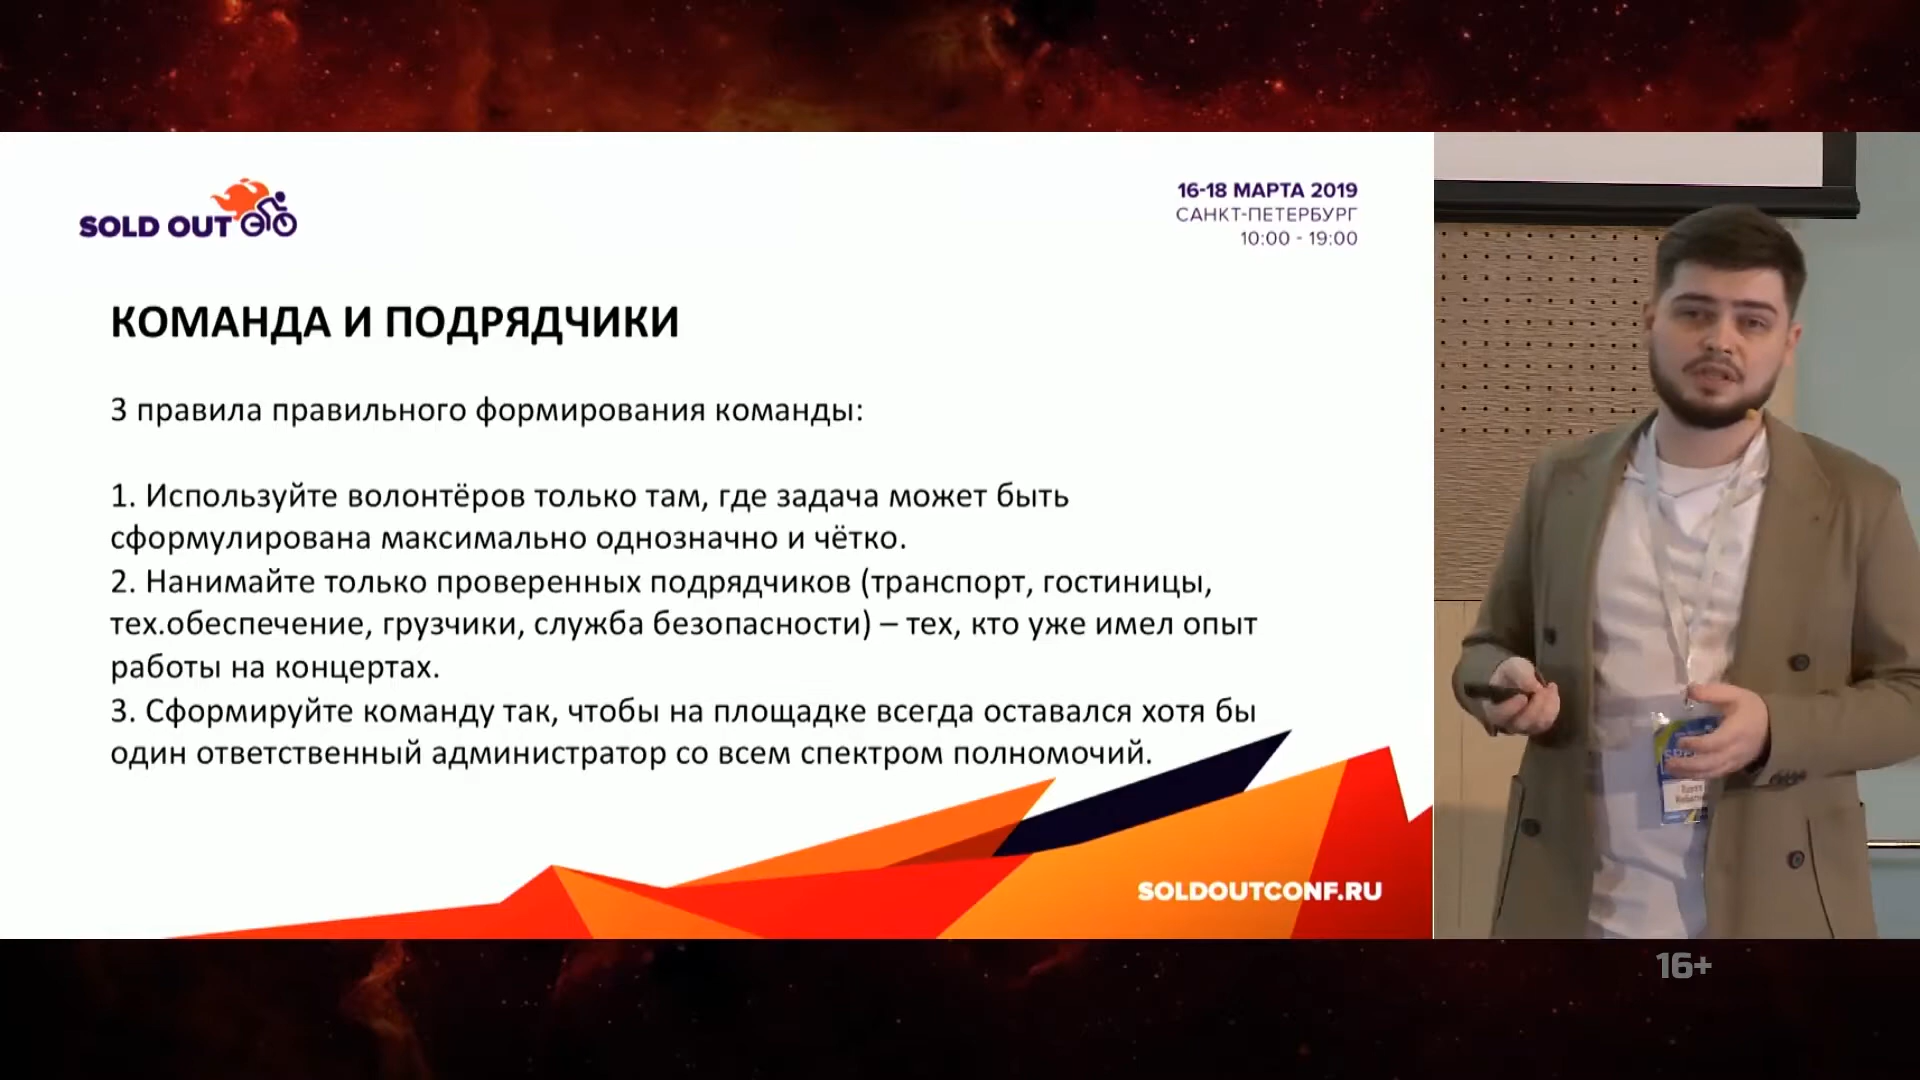 SOLD OUT
16-18 МАРТА 2019
САНКТ-ПЕТЕРБУРГ
10:00 - 19:00
КОМАНДА И ПОДРЯДЧИКИ
3 правила правильного формирования команды:
1. Используйте волонтёров только там, где задача может быть
сформулирована максимально однозначно и чётко.
2. Нанимайте только проверенных подрядчиков (транспорт, гостиницы,
тех.обеспечение, грузчики, служба безопасности) – тех, кто уже имел опыт
работы на концертах.
3. Сформируйте команду так, чтобы на площадке всегда оставался хотя бы
один ответственный администратор со всем спектром полномочий.
SOLDOUTCONF.RU
16+